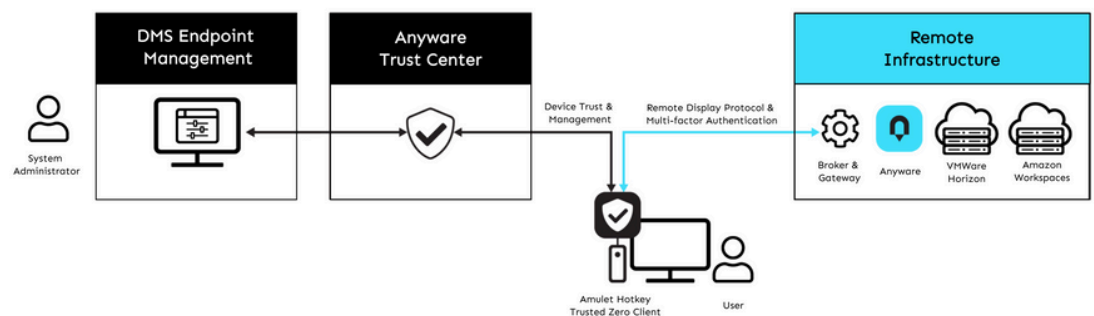 DMS Endpoint
Management
Anyware
Trust Center
Remote
Infrastructure
System
Administrator
Device Trust &
Management
Remote Display Protocol &
Multi-factor Authentication
Broker &
Gateway
Anyware
VMWare
Horizon
Amazon
Workspaces
Amulet Hotkey
Trusted Zero Client
User